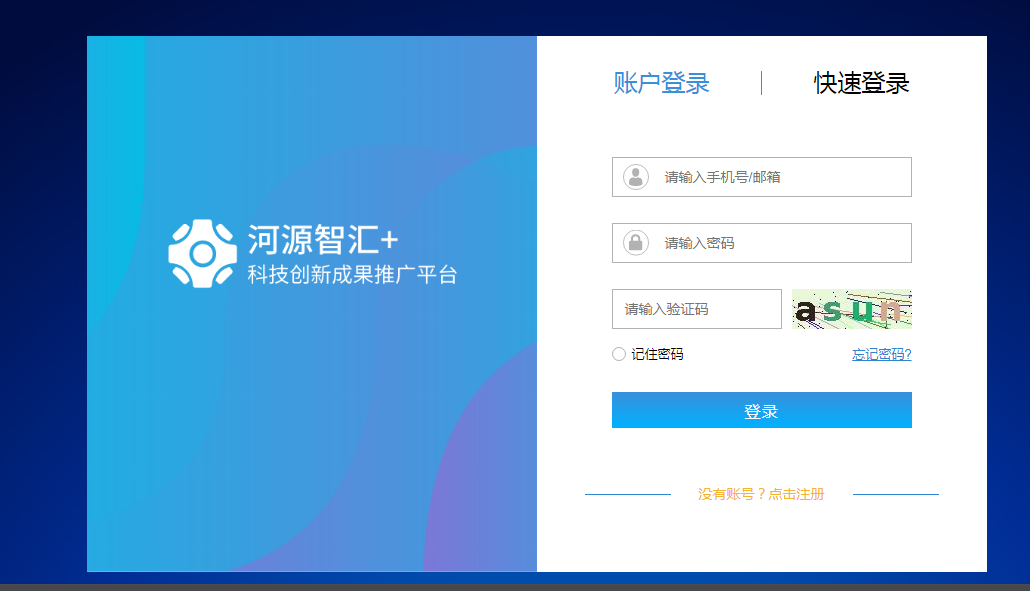 河源智汇+
科技创新成果推广平台
账户登录
快速登录
请输入手机号/邮箱
请输入密码
请输入验证码
asun
记住密码
忘记密码?
登录
没有账号？点击注册